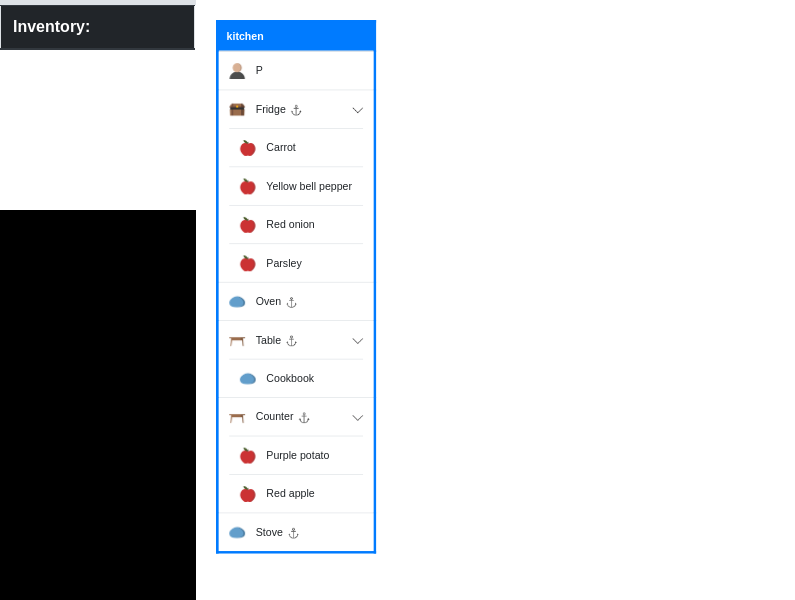 Inventory:
kitchen
P
Fridge
Carrot
Yellow bell pepper
Red onion
Parsley
Oven
Table
Cookbook
Counter
Purple potato
Red apple
Stove